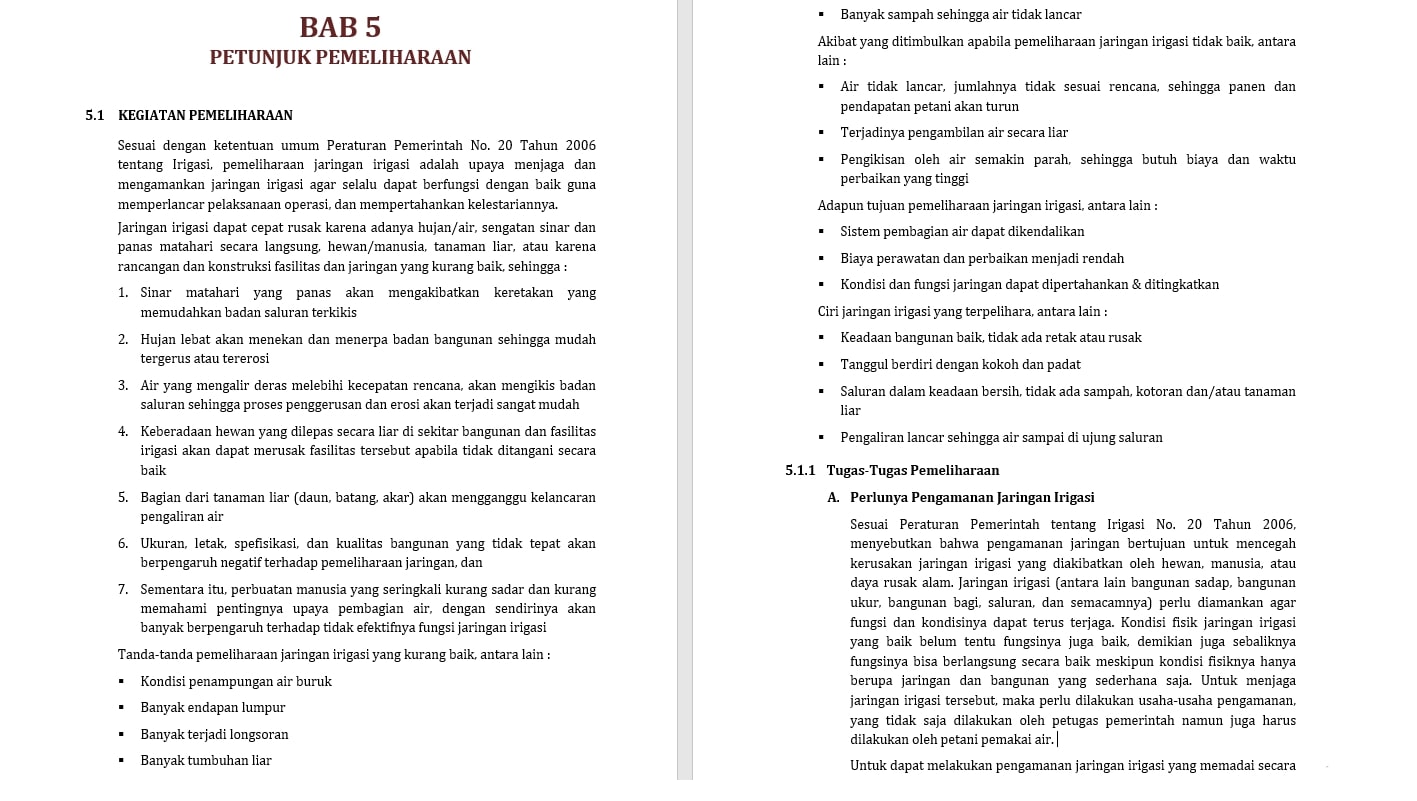 BAB 5
PETUNJUK PEMELIHARAAN
5.1 KEGIATAN PEMELIHARAAN
Sesuai dengan ketentuan umum Peraturan Pemerintah No. 20 Tahun 2006
tentang Irigasi, pemeliharaan jaringan irigasi adalah upaya menjaga dan
mengamankan jaringan irigasi agar selalu dapat berfungsi dengan baik guna
memperlancar pelaksanaan operasi, dan mempertahankan kelestariannya.
Jaringan irigasi dapat cepat rusak karena adanya hujan/air, sengatan sinar dan
panas matahari secara langsung, hewan/manusia, tanaman liar, atau karena
rancangan dan konstruksi fasilitas dan jaringan yang kurang baik, sehingga :
1. Sinar matahari yang panas akan mengakibatkan keretakan yang
memudahkan badan saluran terkikis
2. Hujan lebat akan menekan dan menerpa badan bangunan sehingga mudah
tergerus atau tererosi
3. Air yang mengalir deras melebihi kecepatan rencana, akan mengikis badan
saluran sehingga proses penggerusan dan erosi akan terjadi sangat mudah
4. Keberadaan hewan yang dilepas secara liar di sekitar bangunan dan fasilitas
irigasi akan dapat merusak fasilitas tersebut apabila tidak ditangani secara
baik
5. Bagian dari tanaman liar (daun, batang, akar) akan mengganggu kelancaran
pengaliran air
6. Ukuran, letak, spefisikasi, dan kualitas bangunan yang tidak tepat akan
berpengaruh negatif terhadap pemeliharaan jaringan, dan
7. Sementara itu, perbuatan manusia yang seringkali kurang sadar dan kurang
memahami pentingnya upaya pembagian air, dengan sendirinya akan
banyak berpengaruh terhadap tidak efektifnya fungsi jaringan irigasi
Tanda-tanda pemeliharaan jaringan irigasi yang kurang baik, antara lain :
▪ Kondisi penampungan air buruk
▪ Banyak endapan lumpur
▪ Banyak terjadi longsoran
▪ Banyak tumbuhan liar
▪ Banyak sampah sehingga air tidak lancar
Akibat yang ditimbulkan apabila pemeliharaan jaringan irigasi tidak baik, antara
lain :
▪ Air tidak lancar, jumlahnya tidak sesuai rencana, sehingga panen dan
pendapatan petani akan turun
▪ Terjadinya pengambilan air secara liar
▪ Pengikisan oleh air semakin parah, sehingga butuh biaya dan waktu
perbaikan yang tinggi
Adapun tujuan pemeliharaan jaringan irigasi, antara lain :
▪ Sistem pembagian air dapat dikendalikan
▪ Biaya perawatan dan perbaikan menjadi rendah
▪ Kondisi dan fungsi jaringan dapat dipertahankan & ditingkatkan
Ciri jaringan irigasi yang terpelihara, antara lain :
▪ Keadaan bangunan baik, tidak ada retak atau rusak
▪ Tanggul berdiri dengan kokoh dan padat
▪ Saluran dalam keadaan bersih, tidak ada sampah, kotoran dan/atau tanaman
liar
▪ Pengaliran lancar sehingga air sampai di ujung saluran
5.1.1 Tugas-Tugas Pemeliharaan
A. Perlunya Pengamanan Jaringan Irigasi
Sesuai Peraturan Pemerintah tentang Irigasi No. 20 Tahun 2006,
menyebutkan bahwa pengamanan jaringan bertujuan untuk mencegah
kerusakan jaringan irigasi yang diakibatkan oleh hewan, manusia, atau
daya rusak alam. Jaringan irigasi (antara lain bangunan sadap, bangunan
ukur, bangunan bagi, saluran, dan semacamnya) perlu diamankan agar
fungsi dan kondisinya dapat terus terjaga. Kondisi fisik jaringan irigasi
yang baik belum tentu fungsinya juga baik, demikian juga sebaliknya
fungsinya bisa berlangsung secara baik meskipun kondisi fisiknya hanya
berupa jaringan dan bangunan yang sederhana saja. Untuk menjaga
jaringan irigasi tersebut, maka perlu dilakukan usaha-usaha pengamanan,
yang tidak saja dilakukan oleh petugas pemerintah namun juga harus
dilakukan oleh petani pemakai air.
Untuk dapat melakukan pengamanan jaringan irigasi yang memadai secara